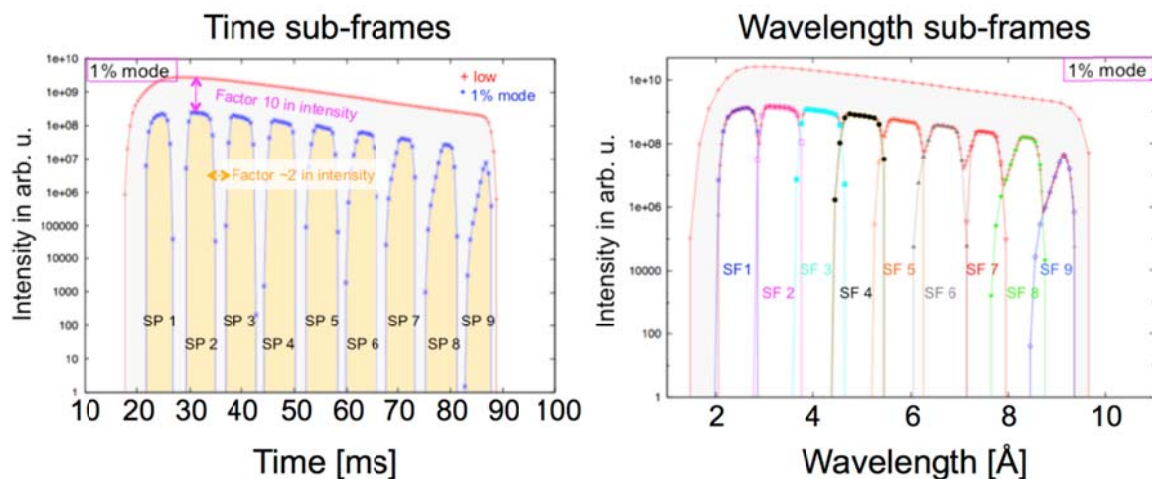 Time sub-frames
1% mode
low
1% mode
Factor 10 in intensity
Factor ~2 in intensity
Intensity in arb. u.
1e+10
1e+09
1e+08
1e+07
1e+06
100000
10000
1000
100
10
1
SP 1
SP 2
SP 3
SP 4
SP 5
SP 6
SP 7
SP 8
SP 9
10 20 30 40 50 60 70 80 90 100
Time [ms]
Wavelength sub-frames
1% mode
Intensity in arb. u.
1e+10
1e+08
1e+06
10000
100
1
SF 1
SF 2
SF 3
SF 4
SF 5
SF 6
SF 7
SF 8
SF 9
2 4 6 8 10
Wavelength [Å]